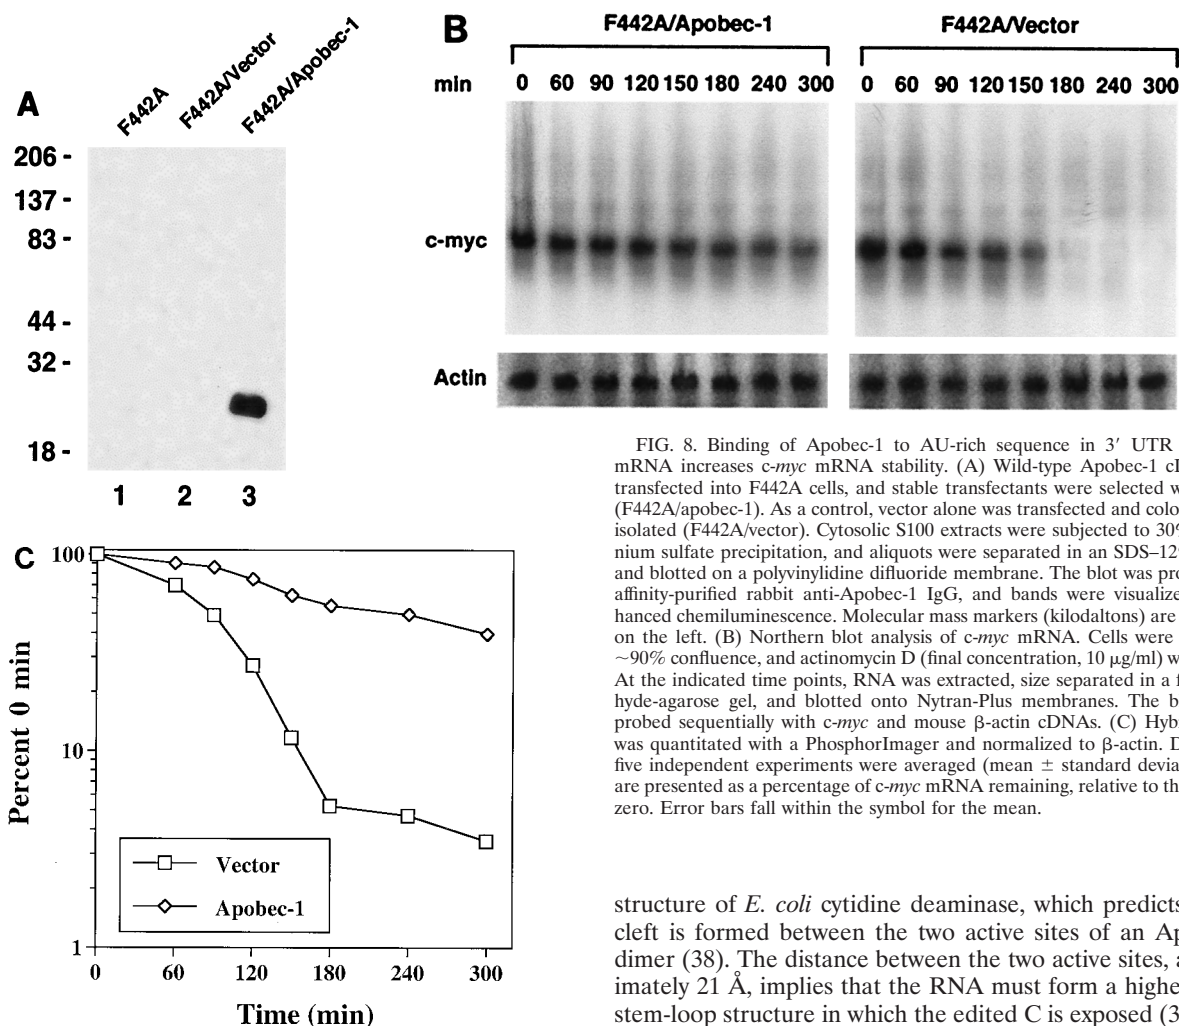 A
F442A
F442A/Vector
F442A/Apobec-1
206 -
137 -
83 -
44 -
32 -
18 -
1 2 3
B
F442A/Apobec-1 F442A/Vector
min 0 60 90 120 150 180 240 300 0 60 90 120 150 180 240 300
c-myc
Actin
C
Percent 0 min
100
10
1
Vector
Apobec-1
0 60 120 180 240 300
Time (min)
FIG. 8. Binding of Apobec-1 to AU-rich sequence in 3′ UTR
mRNA increases c-myc mRNA stability. (A) Wild-type Apobec-1
transfected into F442A cells, and stable transfectants were selected
(F442A/apobec-1). As a control, vector alone was transfected and
isolated (F442A/vector). Cytosolic S100 extracts were subjected to 30%
nium sulfate precipitation, and aliquots were separated in an SDS–12%
and blotted on a polyvinylidine difluoride membrane. The blot was
affinity-purified rabbit anti-Apobec-1 IgG, and bands were
hanced chemiluminescence. Molecular mass markers (kilodaltons) are
on the left. (B) Northern blot analysis of c-myc mRNA. Cells were
~90% confluence, and actinomycin D (final concentration, 10 μg/ml)
At the indicated time points, RNA was extracted, size separated in a
hyde-agarose gel, and blotted onto Nytran-Plus membranes. The
probed sequentially with c-myc and mouse β-actin cDNAs. (C)
was quantitated with a PhosphorImager and normalized to β-actin.
five independent experiments were averaged (mean ± standard
are presented as a percentage of c-myc mRNA remaining, relative to
zero. Error bars fall within the symbol for the mean.
structure of E. coli cytidine deaminase, which predicts
cleft is formed between the two active sites of an
dimer (38). The distance between the two active sites,
imately 21 Å, implies that the RNA must form a higher
stem-loop structure in which the edited C is exposed